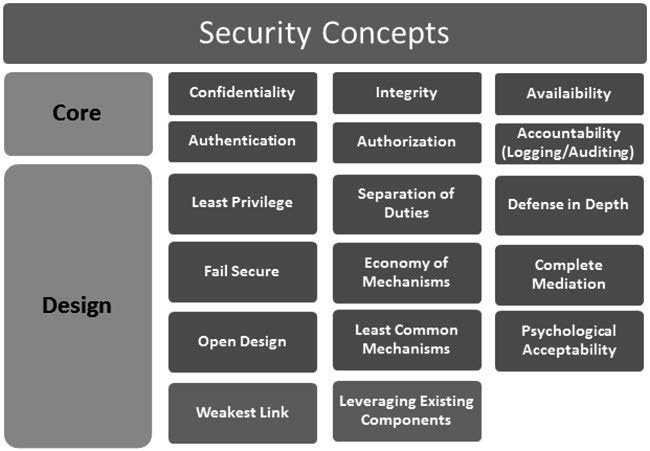 Security Concepts
Core
Confidentiality
Integrity
Availaibility
Authentication
Authorization
Accountability
(Logging/Auditing)
Design
Least Privilege
Separation of
Duties
Defense in Depth
Fail Secure
Economy of
Mechanisms
Complete
Mediation
Open Design
Least Common
Mechanisms
Psychological
Acceptability
Weakest Link
Leveraging Existing
Components